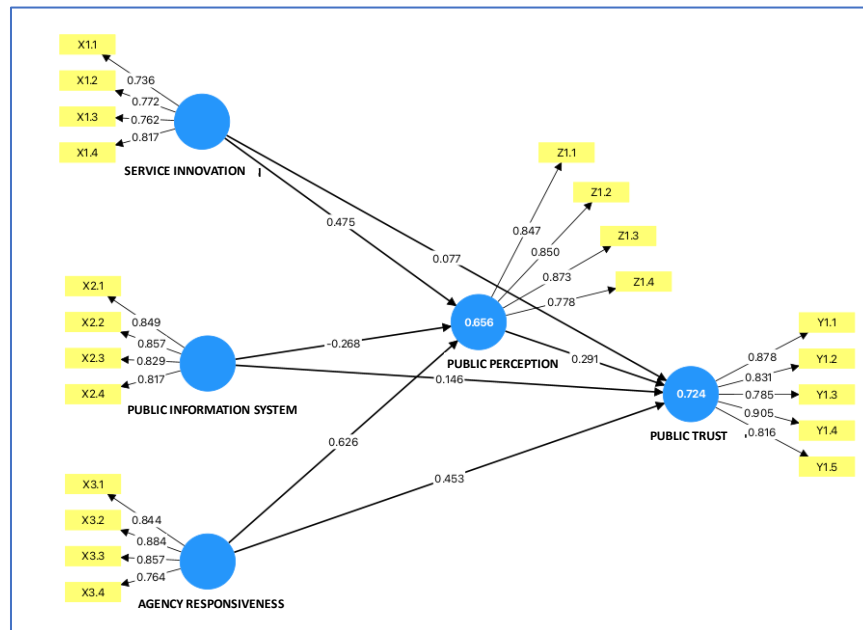 X1.1
X1.2
X1.3
X1.4
0.736
0.772
0.762
0.817
SERVICE INNOVATION
0.475
0.077
Z1.1
Z1.2
Z1.3
Z1.4
0.847
0.850
0.873
0.778
X2.1
X2.2
X2.3
X2.4
0.849
0.857
0.829
0.817
PUBLIC INFORMATION SYSTEM
-0.268
0.146
0.656
PUBLIC PERCEPTION
0.291
0.626
0.453
0.724
PUBLIC TRUST
Y1.1
Y1.2
Y1.3
Y1.4
Y1.5
0.878
0.831
0.785
0.905
0.816
X3.1
X3.2
X3.3
X3.4
0.844
0.884
0.857
0.764
AGENCY RESPONSIVENESS